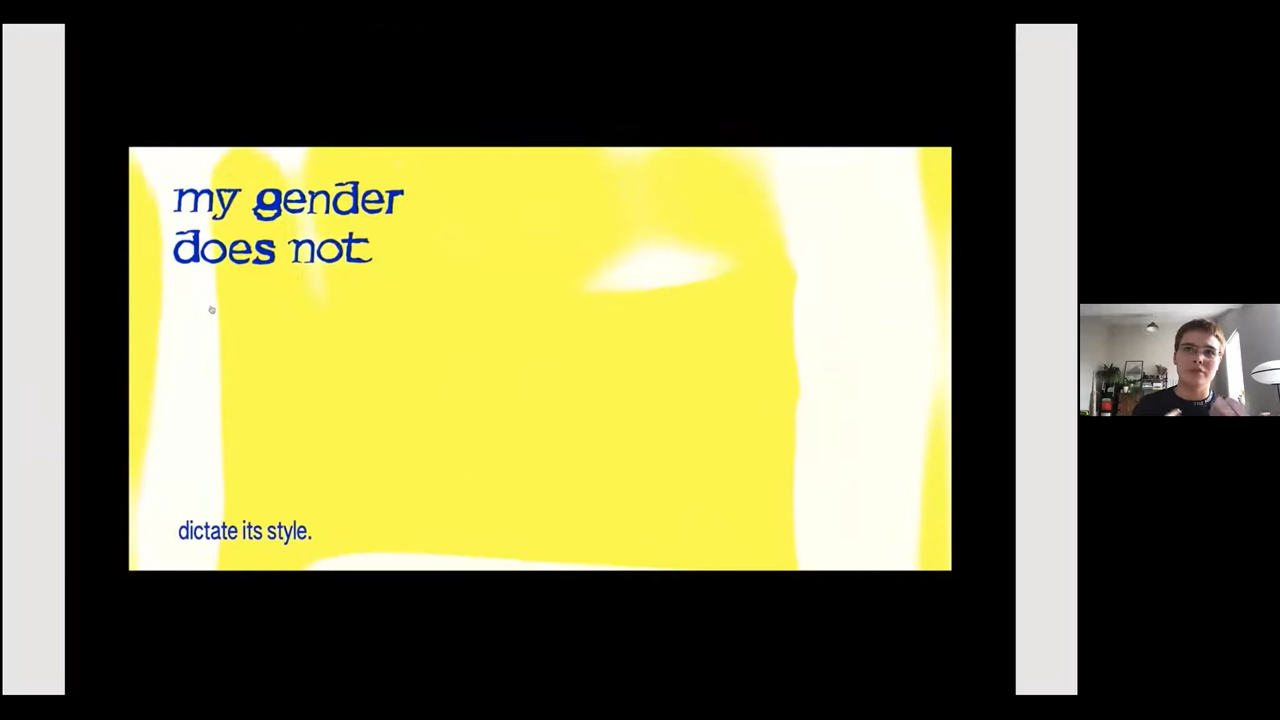 my gender
does not
dictate its style.